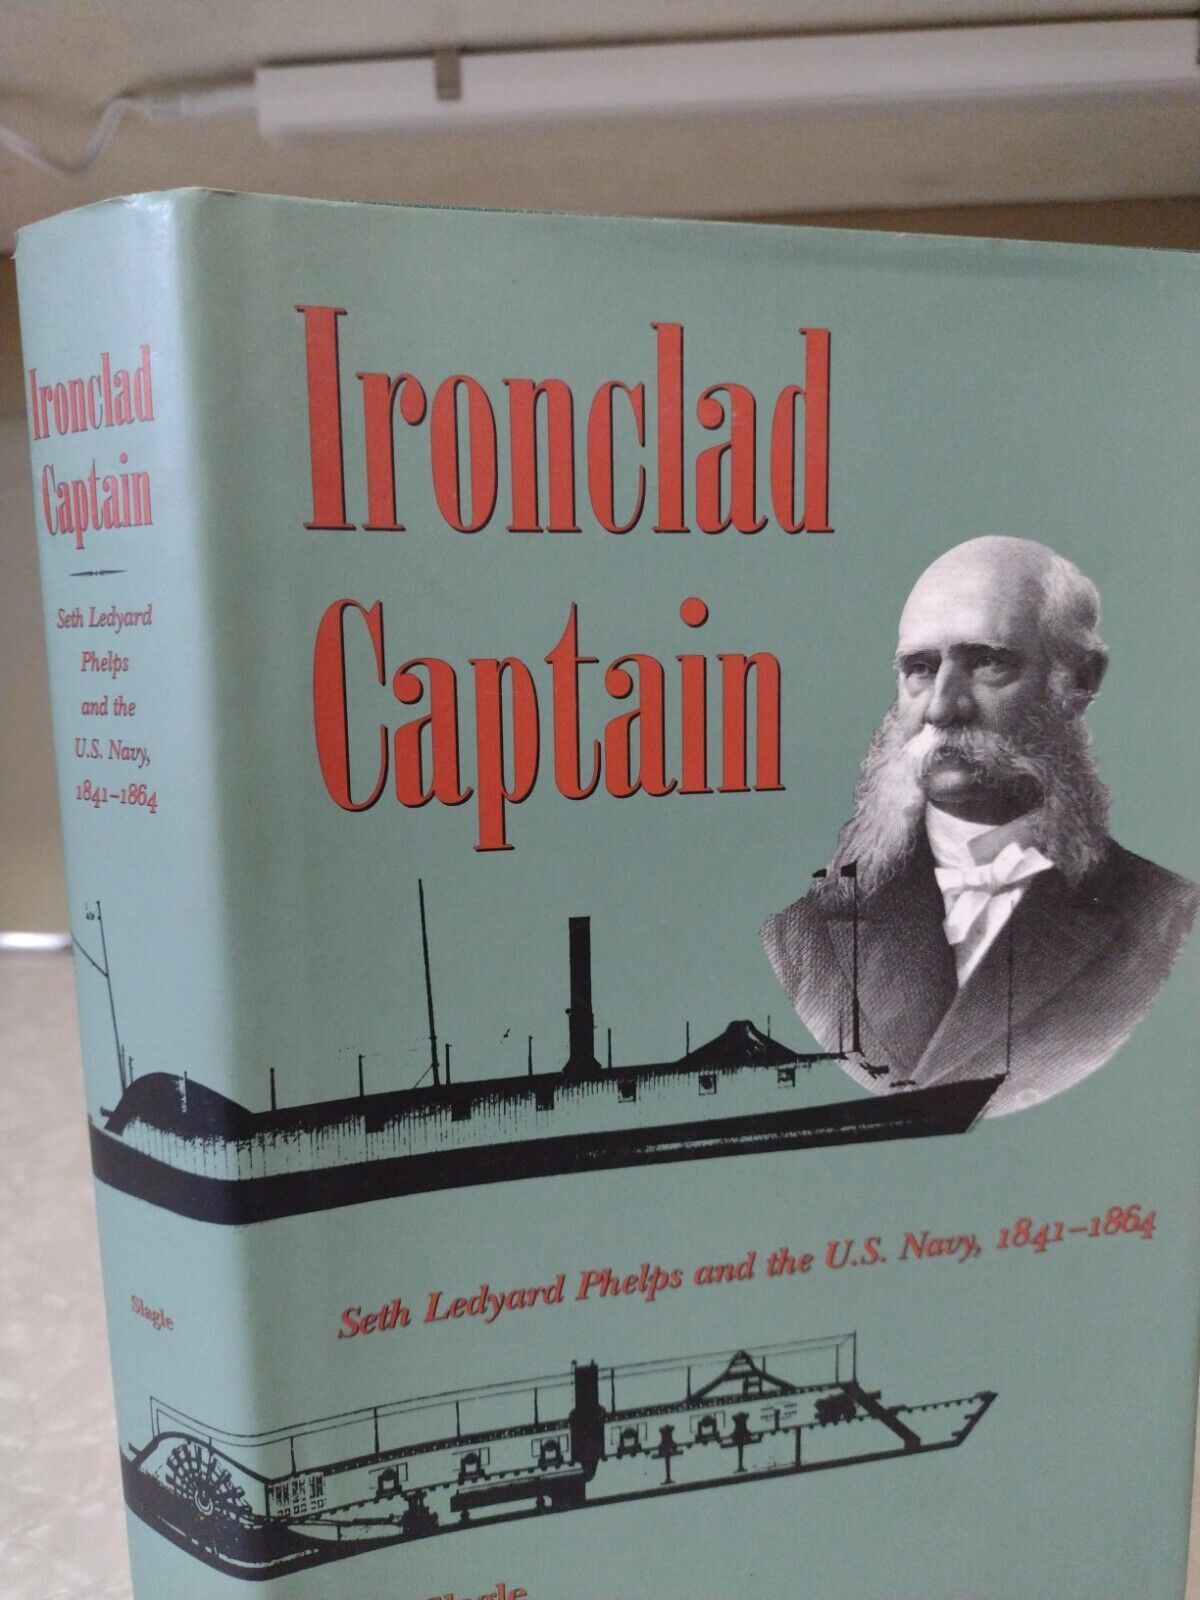 Ironclad
Captain
Seth Ledyard
Phelps
and the
U.S. Navy,
1841–1864
Slagle
Ironclad
Captain
Seth Ledyard Phelps and the U.S. Navy, 1841–1864
Slagle